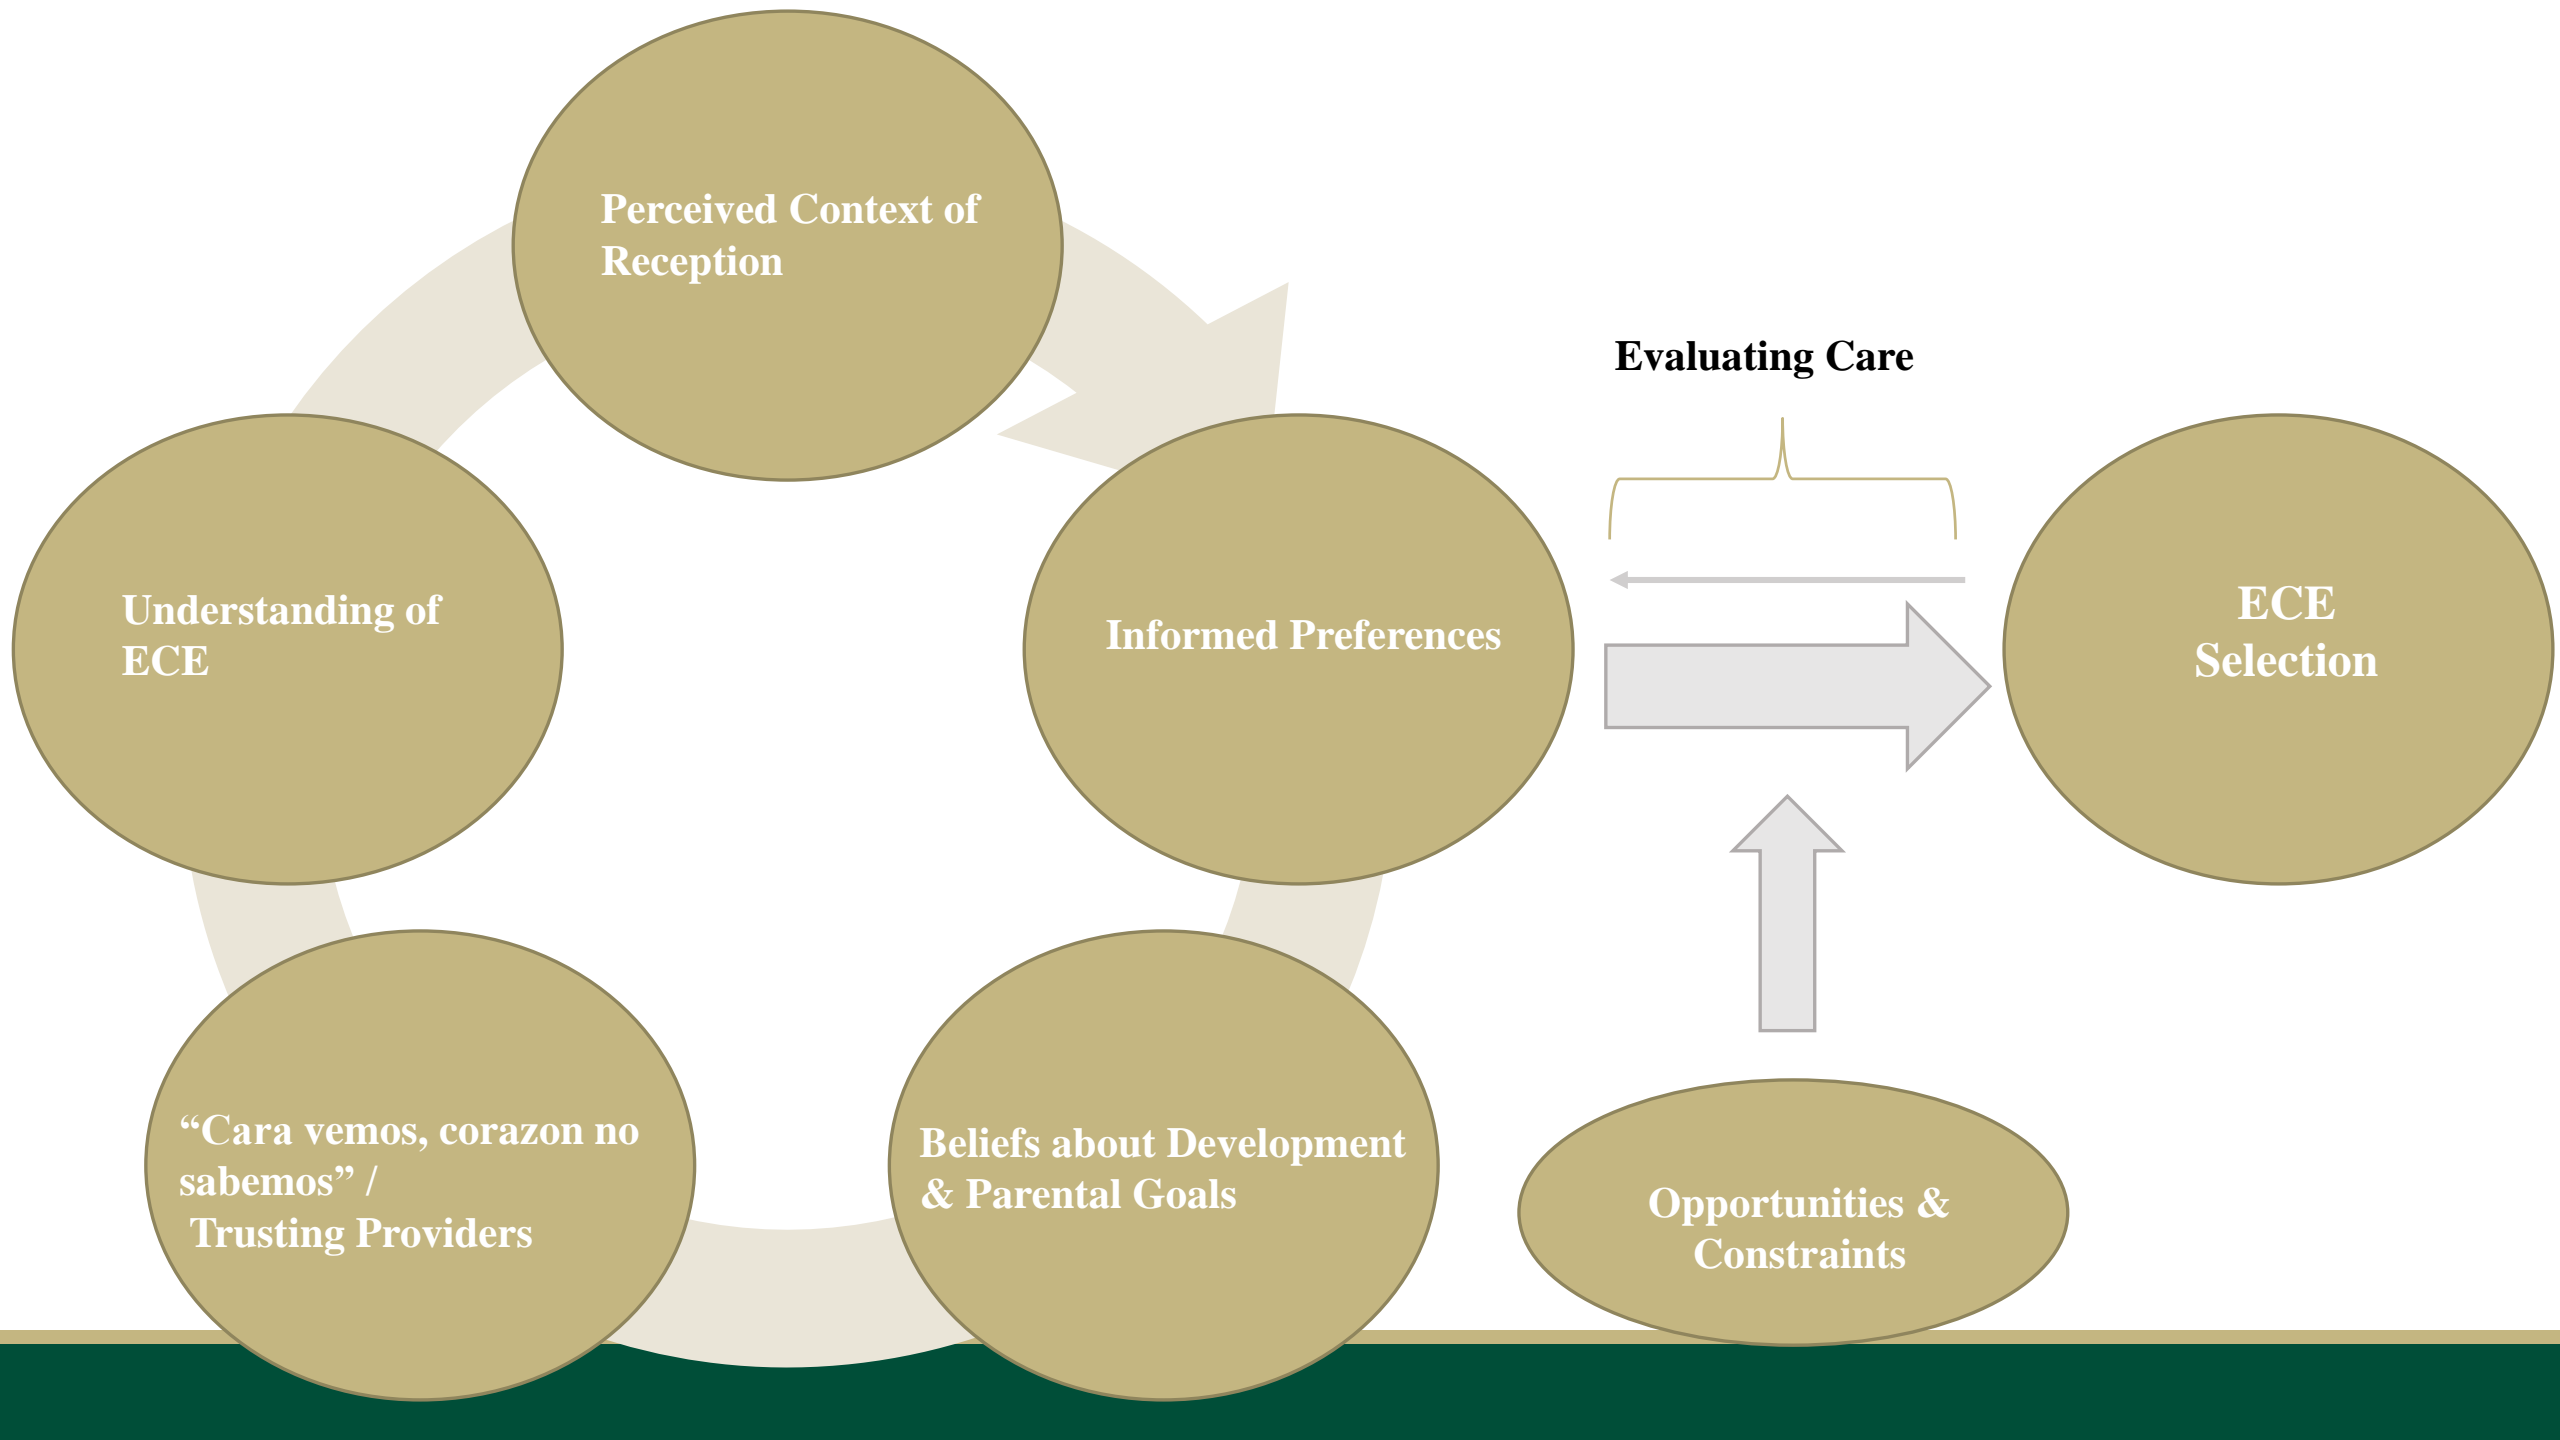 Perceived Context of
Reception
Evaluating Care
Understanding of
ECE
Informed Preferences
ECE
Selection
“Cara vemos, corazon no
sabemos” /
Trusting Providers
Beliefs about Development
& Parental Goals
Opportunities &
Constraints